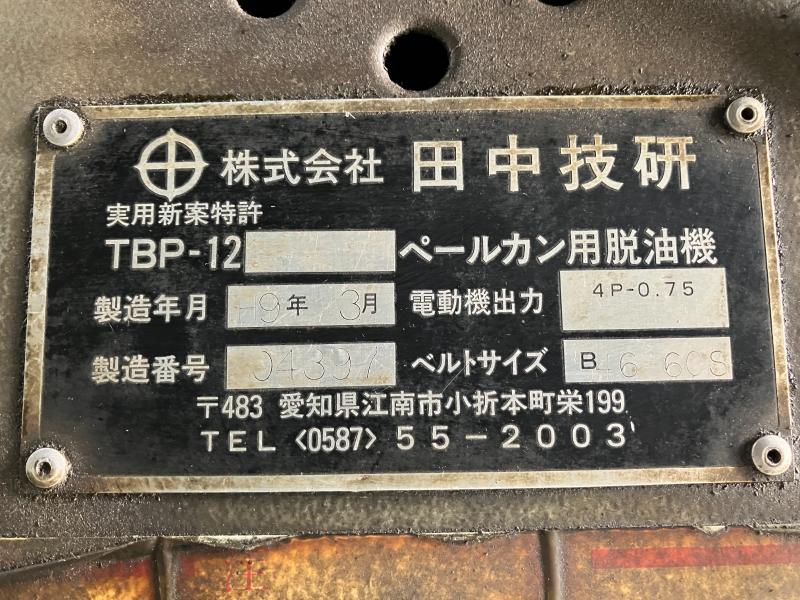 株式会社 田中技研
実用新案特許
TBP-12 ペールカン用脱油機
製造年月 H9年 3月 電動機出力 4P-0.75
製造番号 04397 ベルトサイズ B 46 60S
〒483 愛知県江南市小折本町栄199
TEL <0587> 55-2003
注